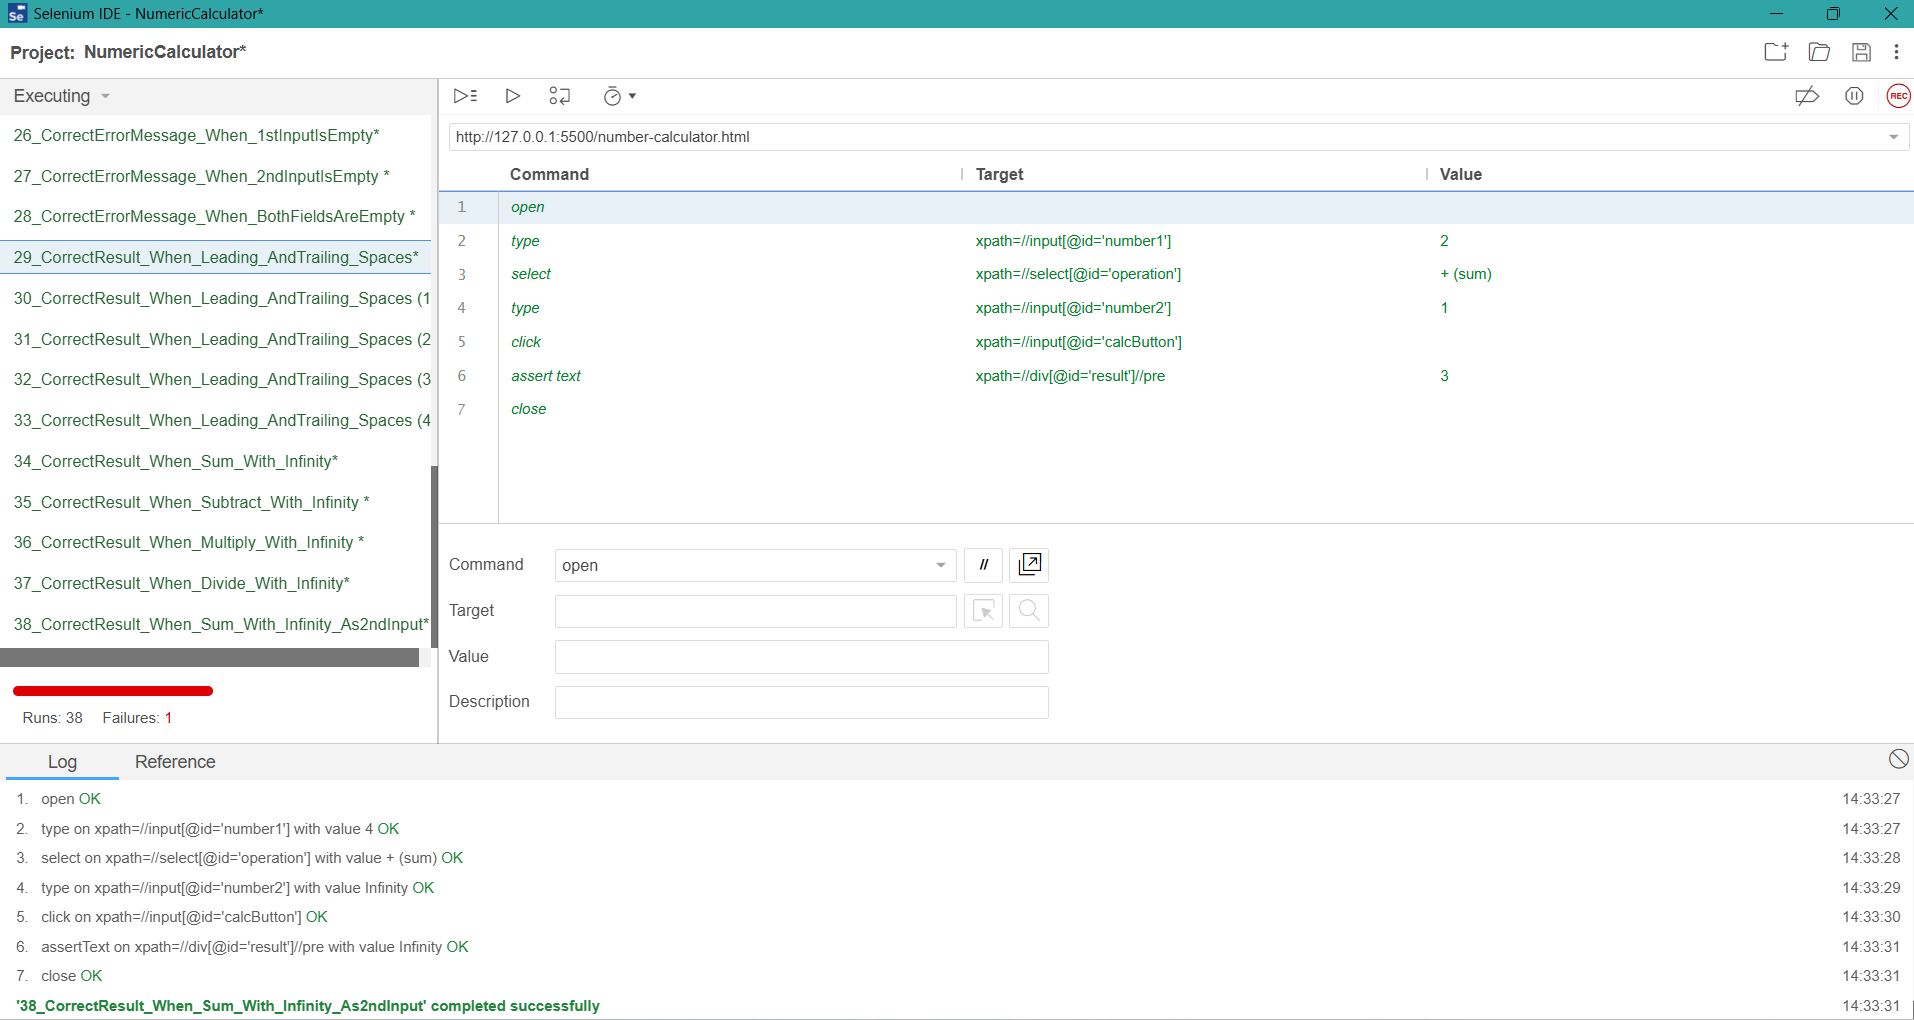 Selenium IDE - NumericCalculator*
Project: NumericCalculator*
Executing
26_CorrectErrorMessage_When_1stInputIsEmpty*
27_CorrectErrorMessage_When_2ndInputIsEmpty *
28_CorrectErrorMessage_When_BothFieldsAreEmpty *
29_CorrectResult_When_Leading_AndTrailing_Spaces*
30_CorrectResult_When_Leading_AndTrailing_Spaces (1
31_CorrectResult_When_Leading_AndTrailing_Spaces (2
32_CorrectResult_When_Leading_AndTrailing_Spaces (3
33_CorrectResult_When_Leading_AndTrailing_Spaces (4
34_CorrectResult_When_Sum_With_Infinity*
35_CorrectResult_When_Subtract_With_Infinity *
36_CorrectResult_When_Multiply_With_Infinity *
37_CorrectResult_When_Divide_With_Infinity*
38_CorrectResult_When_Sum_With_Infinity_As2ndInput*
Runs: 38 Failures: 1
REC
http://127.0.0.1:5500/number-calculator.html
Command Target Value
1 open
2 type xpath=//input[@id='number1'] 2
3 select xpath=//select[@id='operation'] + (sum)
4 type xpath=//input[@id='number2'] 1
5 click xpath=//input[@id='calcButton']
6 assert text xpath=//div[@id='result']//pre 3
7 close
Command open //
Target
Value
Description
Log Reference
1. open OK 14:33:27
2. type on xpath=//input[@id='number1'] with value 4 OK 14:33:27
3. select on xpath=//select[@id='operation'] with value + (sum) OK 14:33:28
4. type on xpath=//input[@id='number2'] with value Infinity OK 14:33:29
5. click on xpath=//input[@id='calcButton'] OK 14:33:30
6. assertText on xpath=//div[@id='result']//pre with value Infinity OK 14:33:31
7. close OK 14:33:31
'38_CorrectResult_When_Sum_With_Infinity_As2ndInput' completed successfully 14:33:31